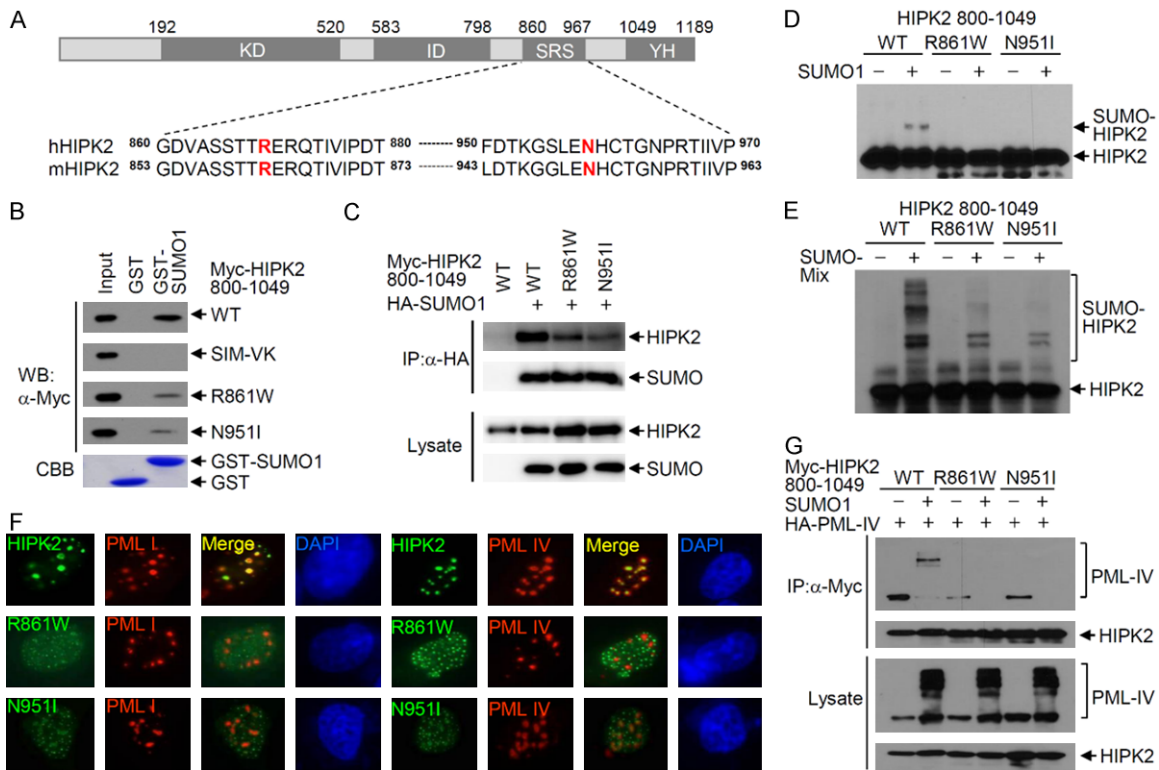 A
192 520 583 798 860 967 1049 1189
KD ID SRS YH
hHIPK2 860 GDVASSTTRERQTIVIPDT 880 ------- 950 FDTKGSLENHCTGNPRTIIVP 970
mHIPK2 853 GDVASSTTRERQTIVIPDT 873 ------- 943 LDTKGGLENHCTGNPRTIIVP 963
B
Input
GST
GST-
SUMO1
Myc-HIPK2
800-1049
WB:
α-Myc
WT
SIM-VK
R861W
N951I
CBB
GST-SUMO1
GST
C
Myc-HIPK2
800-1049
WT WT R861W N951I
HA-SUMO1 + + +
IP:α-HA
HIPK2
SUMO
Lysate
HIPK2
SUMO
D
HIPK2 800-1049
WT R861W N951I
SUMO1 – + – + – +
SUMO-
HIPK2
HIPK2
E
HIPK2 800-1049
WT R861W N951I
SUMO-
Mix
– + – + – +
SUMO-
HIPK2
HIPK2
F
HIPK2 PML I Merge DAPI HIPK2 PML IV Merge DAPI
R861W PML I R861W PML IV
N951I PML I N951I PML IV
G
Myc-HIPK2
800-1049
WT R861W N951I
SUMO1 – + – + – +
HA-PML-IV + + + + + +
IP:α-Myc
PML-IV
HIPK2
Lysate
PML-IV
HIPK2